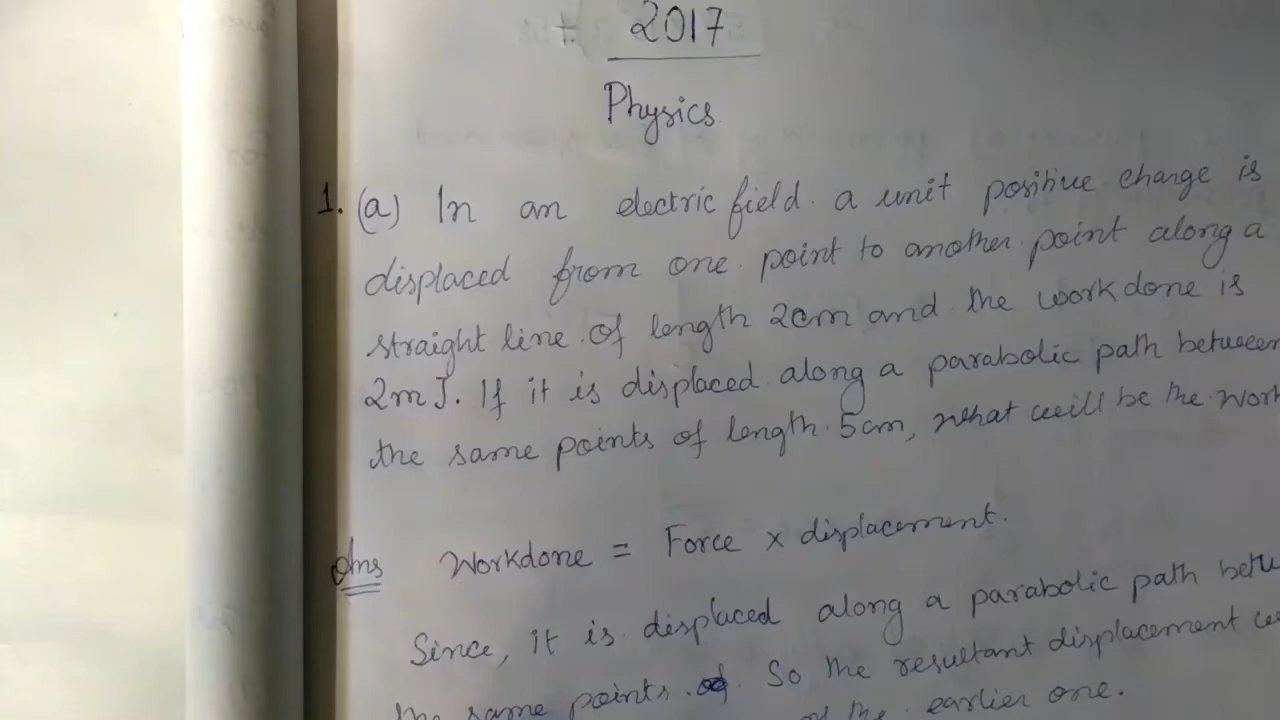 2017
Physics
1. (a) In an electric field a unit positive charge is
displaced from one point to another point along a
straight line of length 2cm and the workdone is
2mJ. If it is displaced along a parabolic path between
the same points of length 5cm, what will be the work
Ans Workdone = Force x displacement.
Since, it is displaced along a parabolic path betw
the same points. So the resultant displacement
of the earlier one.